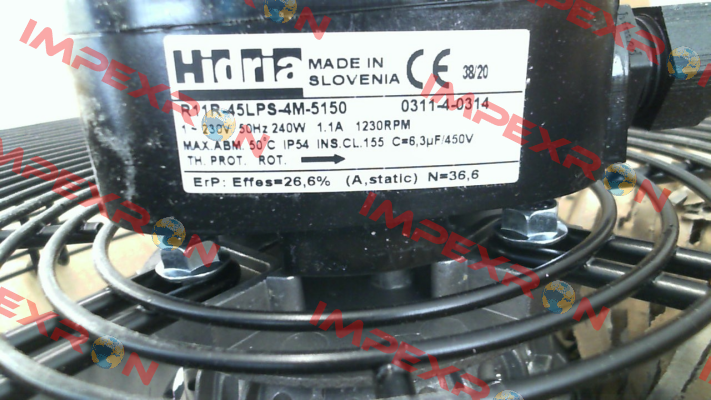 Hidria MADE IN SLOVENIA CE 38/20
R11R-45LPS-4M-5150 0311-4-0314
1~ 230V 50Hz 240W 1.1A 1230RPM
MAX.ABM. 50°C IP54 INS.CL.155 C=6,3µF/450V
TH. PROT. ROT.
ErP: Effes=26,6% (A,static) N=36,6
IMPEXRON
IMPEXRON
IMPEXRON
IMPEXRON
IMPEXRON
IMPEXRON